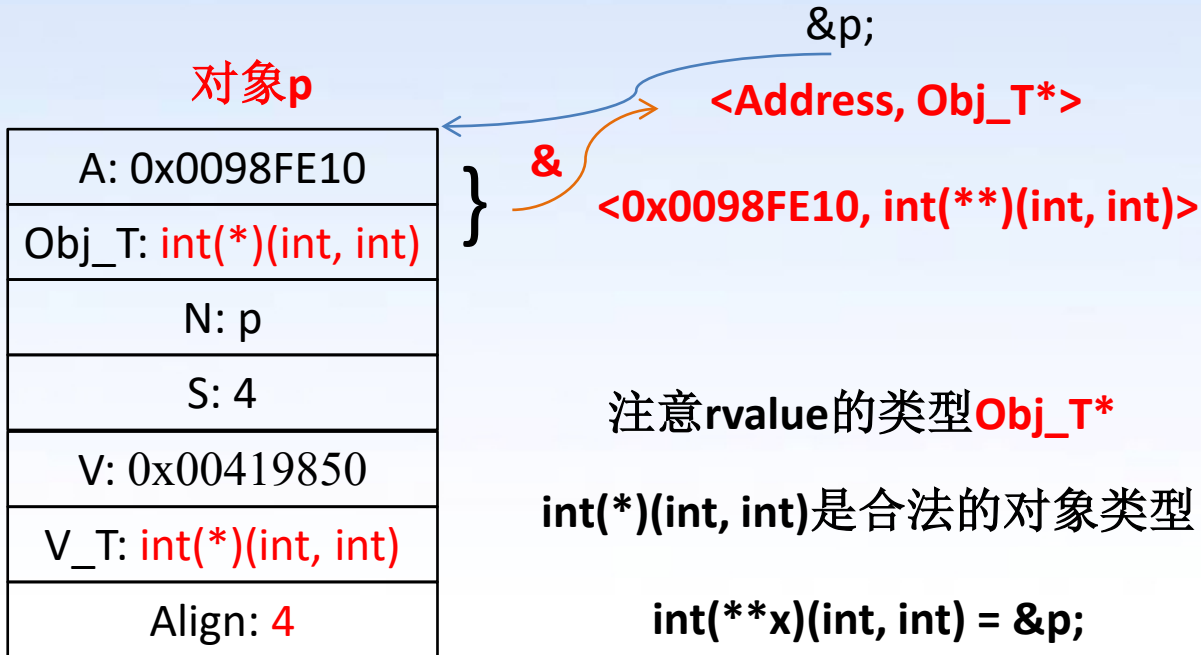 &p;
对象p
<Address, Obj_T*>
A: 0x0098FE10
}
&
<0x0098FE10, int(**)(int, int)>
Obj_T: int(*)(int, int)
N: p
S: 4
注意rvalue的类型Obj_T*
V: 0x00419850
int(*)(int, int)是合法的对象类型
V_T: int(*)(int, int)
Align: 4
int(**x)(int, int) = &p;